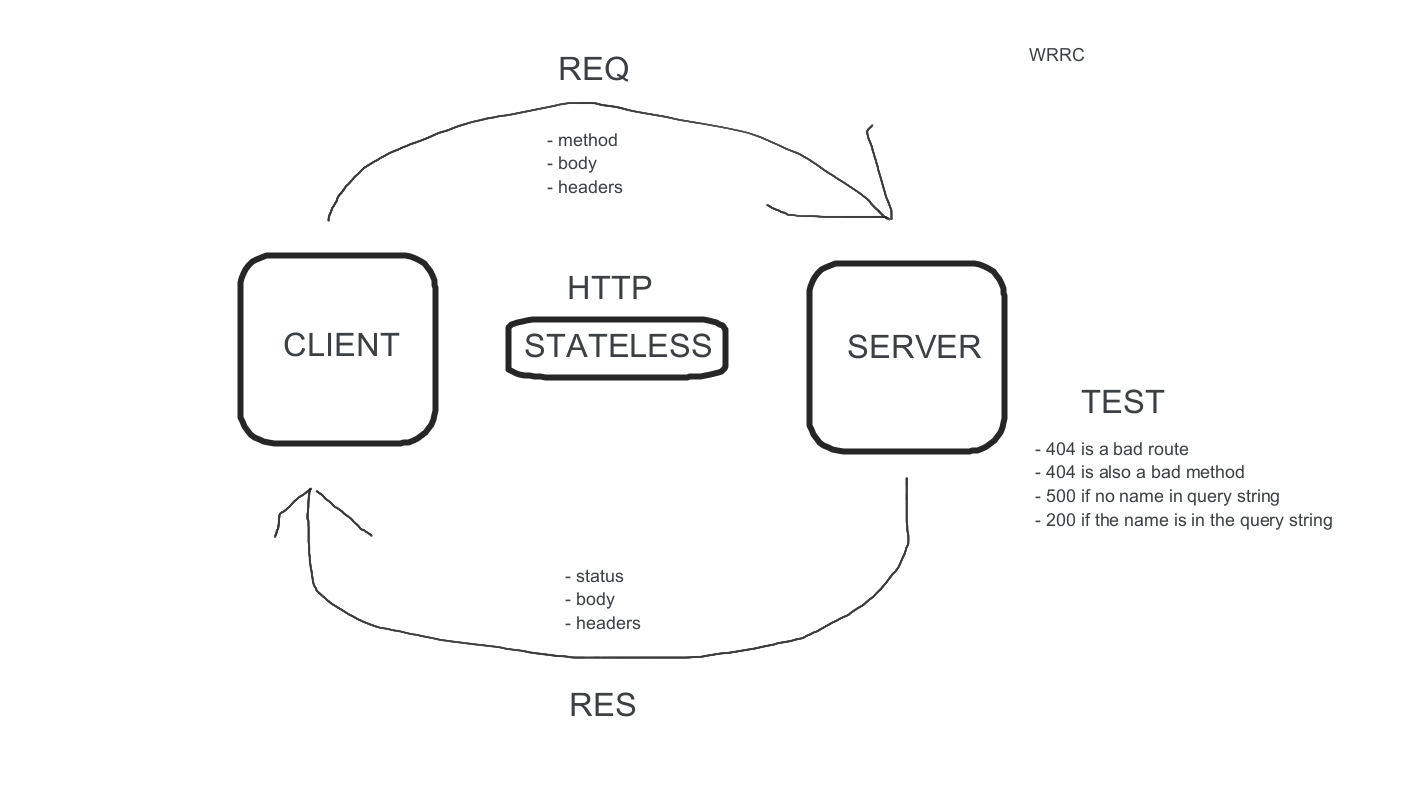 WRRC
REQ
- method
- body
- headers
HTTP
STATELESS
CLIENT
SERVER
TEST
- 404 is a bad route
- 404 is also a bad method
- 500 if no name in query string
- 200 if the name is in the query string
- status
- body
- headers
RES